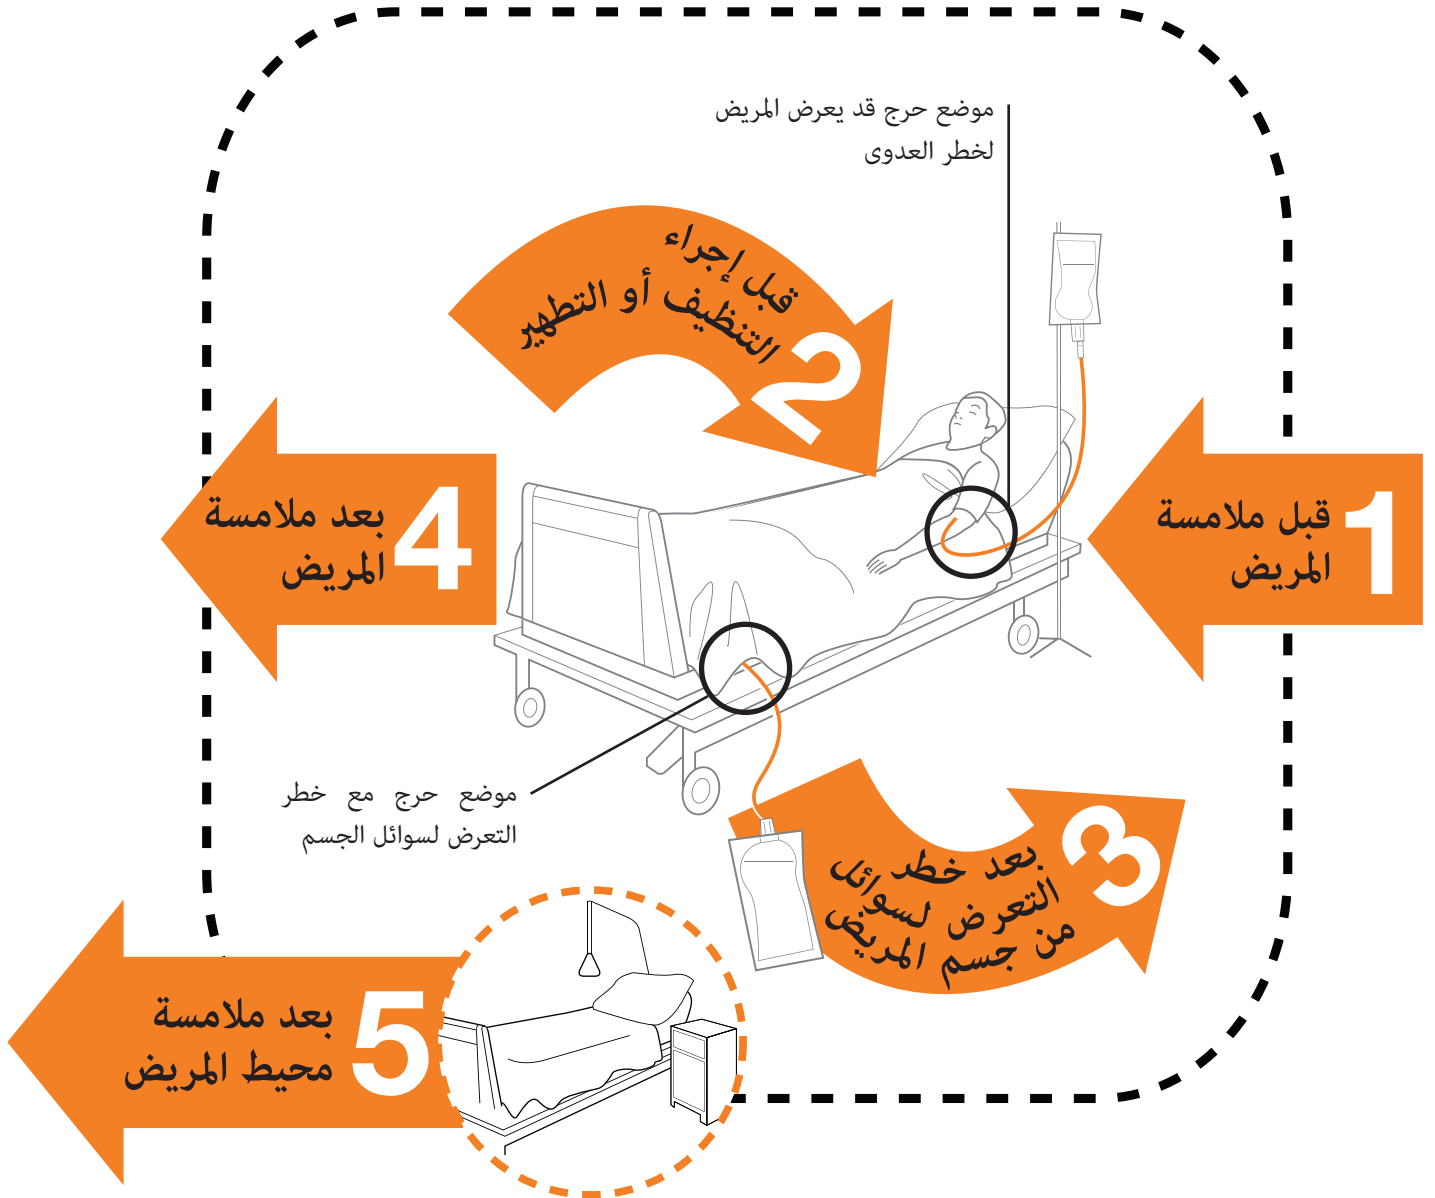 موضع حرج قد يعرض المريض
لخطر العدوى
1
قبل ملامسة
المريض
2
قبل إجراء
التنظيف أو التطهير
3
بعد خطر
التعرض لسوائل
من جسم المريض
4
بعد ملامسة
المريض
موضع حرج مع خطر
التعرض لسوائل الجسم
5
بعد ملامسة
محيط المريض